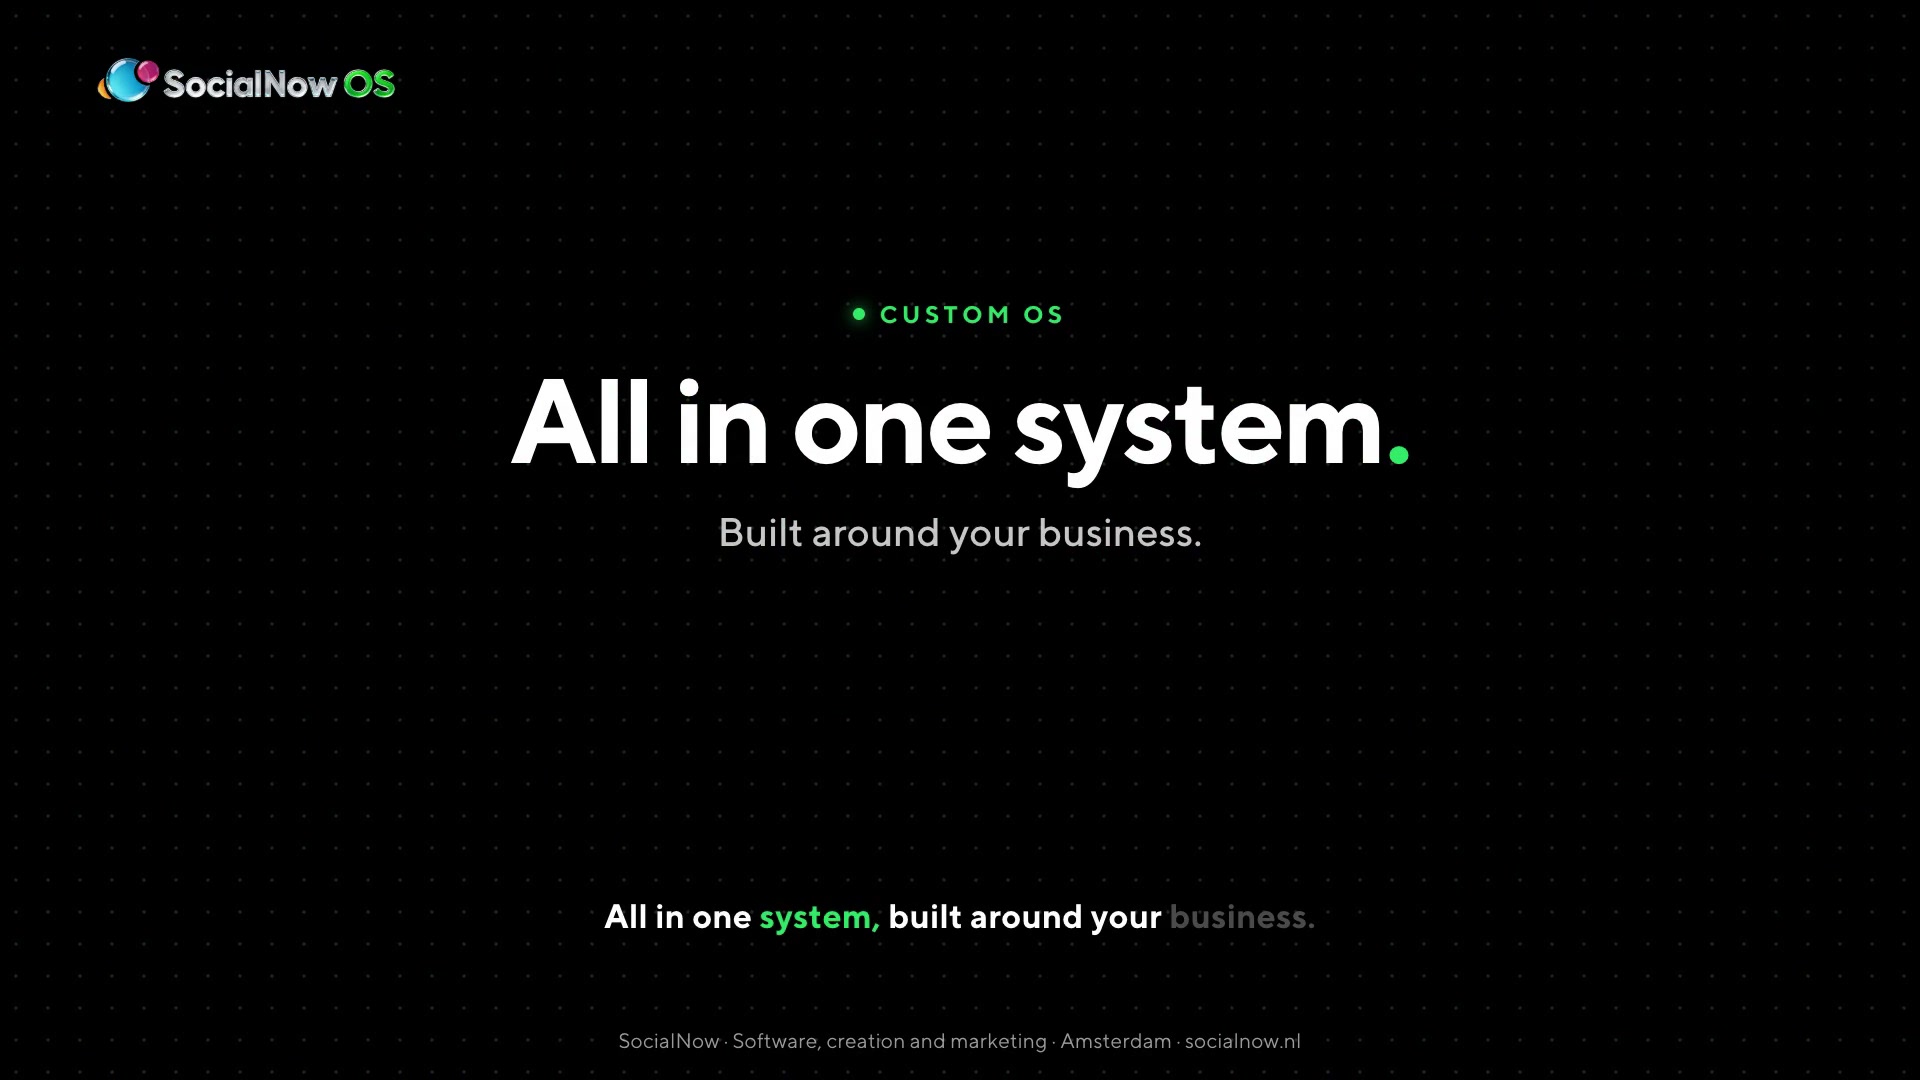 SocialNow OS
CUSTOM OS
All in one system.
Built around your business.
All in one system, built around your business.
SocialNow · Software, creation and marketing · Amsterdam · socialnow.nl